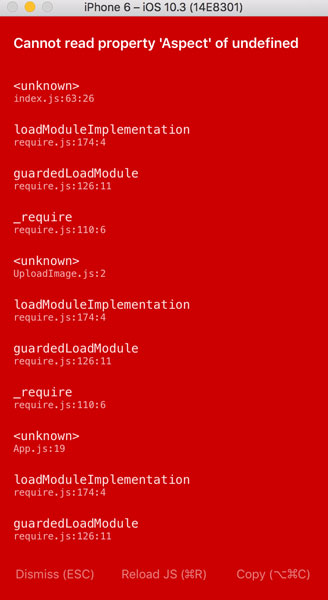 iPhone 6 – iOS 10.3 (14E8301)
Cannot read property 'Aspect' of undefined
<unknown>
index.js:63:26
loadModuleImplementation
require.js:174:4
guardedLoadModule
require.js:126:11
_require
require.js:110:6
<unknown>
UploadImage.js:2
loadModuleImplementation
require.js:174:4
guardedLoadModule
require.js:126:11
_require
require.js:110:6
<unknown>
App.js:19
loadModuleImplementation
require.js:174:4
guardedLoadModule
require.js:126:11
Dismiss (ESC) Reload JS (⌘R) Copy (⌥⌘C)